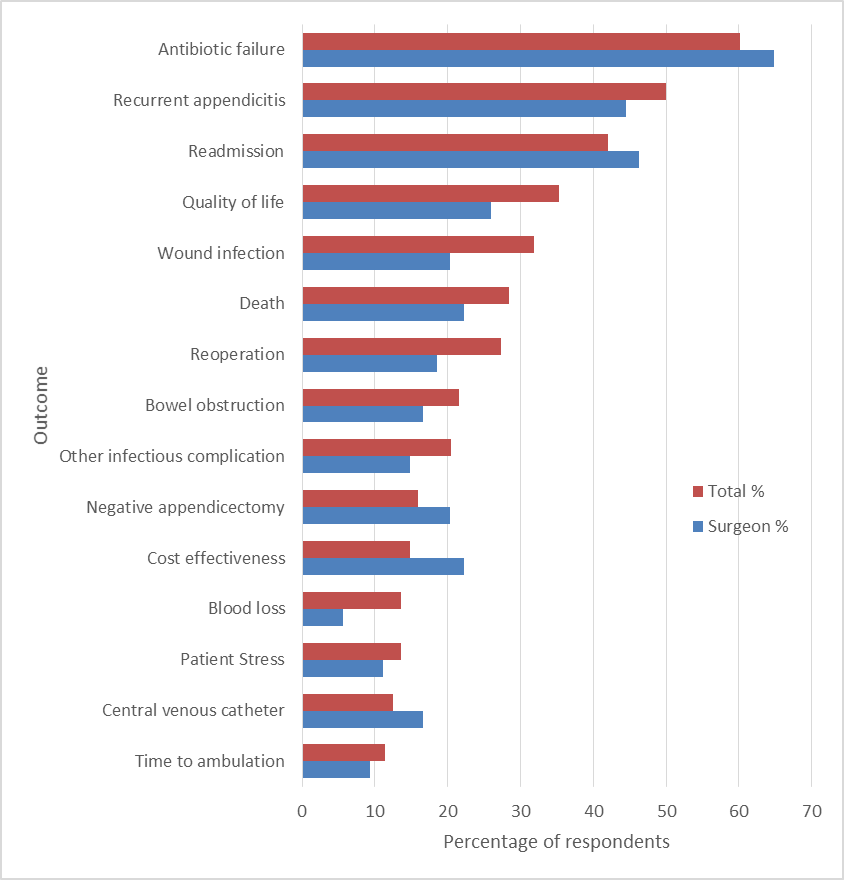 Antibiotic failure
Recurrent appendicitis
Readmission
Quality of life
Wound infection
Death
Reoperation
Bowel obstruction
Other infectious complication
Negative appendicectomy
Cost effectiveness
Blood loss
Patient Stress
Central venous catheter
Time to ambulation
Outcome
Total %
Surgeon %
0 10 20 30 40 50 60 70
Percentage of respondents